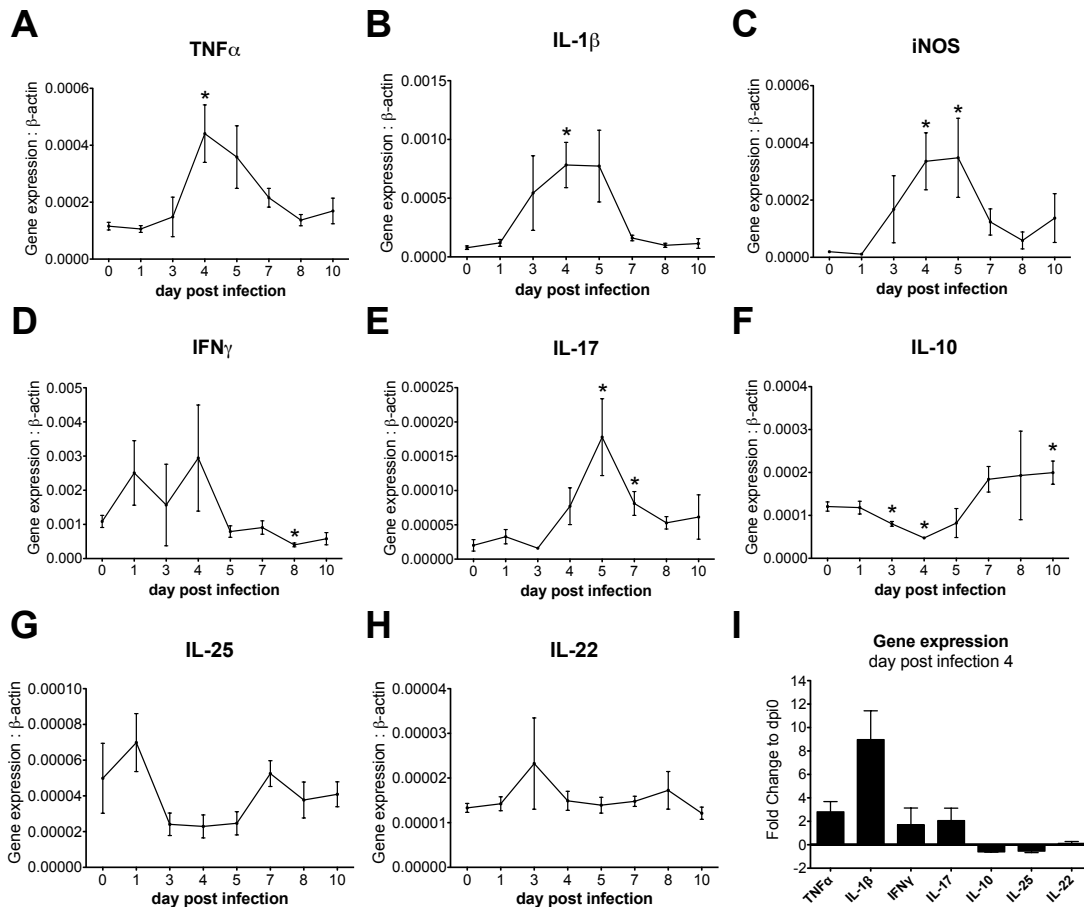 A
TNFα
Gene expression : β-actin
0.0006
0.0004
0.0002
0.0000
*
0 1 3 4 5 7 8 10
day post infection
B
IL-1β
Gene expression : β-actin
0.0015
0.0010
0.0005
0.0000
*
0 1 3 4 5 7 8 10
day post infection
C
iNOS
Gene expression : β-actin
0.0006
0.0004
0.0002
0.0000
* *
0 1 3 4 5 7 8 10
day post infection
D
IFNγ
Gene expression : β-actin
0.005
0.004
0.003
0.002
0.001
0.000
*
0 1 3 4 5 7 8 10
day post infection
E
IL-17
Gene expression : β-actin
0.00025
0.00020
0.00015
0.00010
0.00005
0.00000
* *
0 1 3 4 5 7 8 10
day post infection
F
IL-10
Gene expression : β-actin
0.0004
0.0003
0.0002
0.0001
0.0000
* * *
0 1 3 4 5 7 8 10
day post infection
G
IL-25
Gene expression : β-actin
0.00010
0.00008
0.00006
0.00004
0.00002
0.00000
0 1 3 4 5 7 8 10
day post infection
H
IL-22
Gene expression : β-actin
0.00004
0.00003
0.00002
0.00001
0.00000
0 1 3 4 5 7 8 10
day post infection
I
Gene expression
day post infection 4
Fold Change to dpi0
14
12
10
8
6
4
2
0
-2
TNFα IL-1β IFNγ IL-17 IL-10 IL-25 IL-22